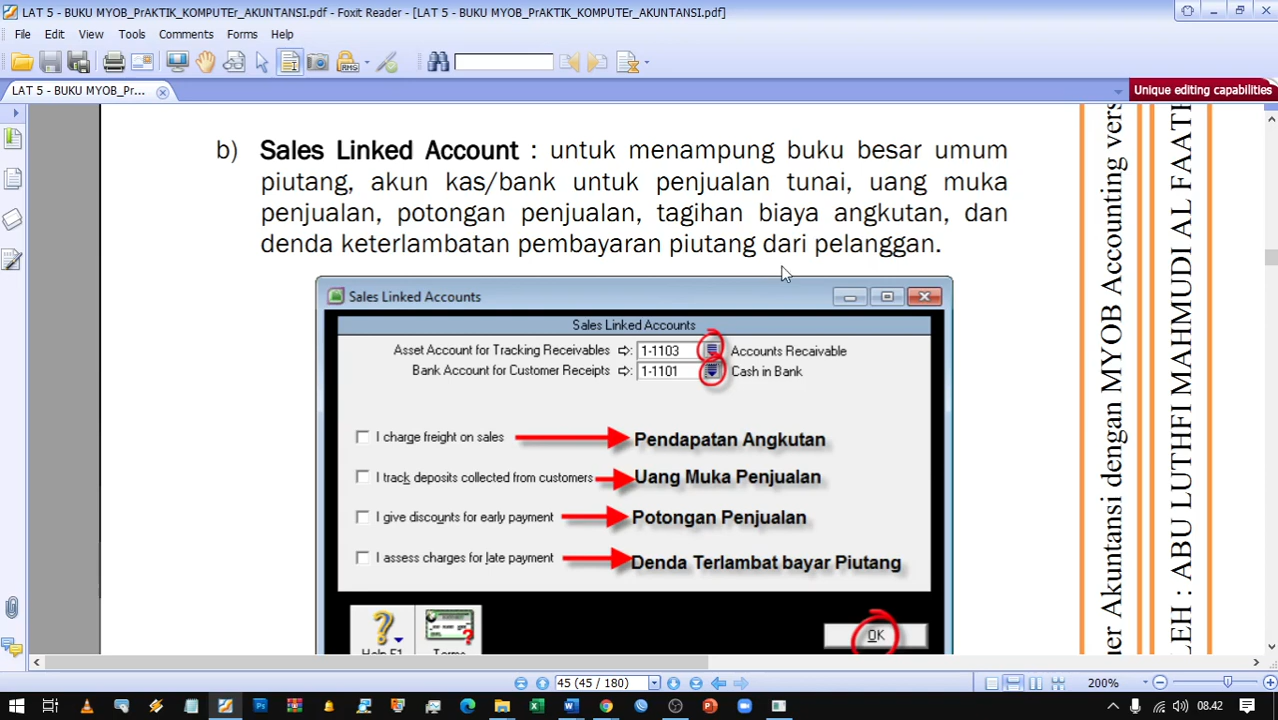 LAT 5 - BUKU MYOB_PrAKTIK_KOMPUTEr_AKUNTANSI.pdf - Foxit Reader - [LAT 5 - BUKU MYOB_PrAKTIK_KOMPUTEr_AKUNTANSI.pdf]
File Edit View Tools Comments Forms Help
LAT 5 - BUKU MYOB_Pr...
Unique editing capabilities
b) Sales Linked Account : untuk menampung buku besar umum
piutang, akun kas/bank untuk penjualan tunai, uang muka
penjualan, potongan penjualan, tagihan biaya angkutan, dan
denda keterlambatan pembayaran piutang dari pelanggan.
Sales Linked Accounts
Sales Linked Accounts
Asset Account for Tracking Receivables 1-1103 Accounts Recaivable
Bank Account for Customer Receipts 1-1101 Cash in Bank
I charge freight on sales Pendapatan Angkutan
I track deposits collected from customers Uang Muka Penjualan
I give discounts for early payment Potongan Penjualan
I assess charges for late payment Denda Terlambat bayar Piutang
Help F1 Terms
OK
ner Akuntansi dengan MYOB Accounting vers
LEH : ABU LUTHFI MAHMUDI AL FAATI
45 (45 / 180)
200%
08.42